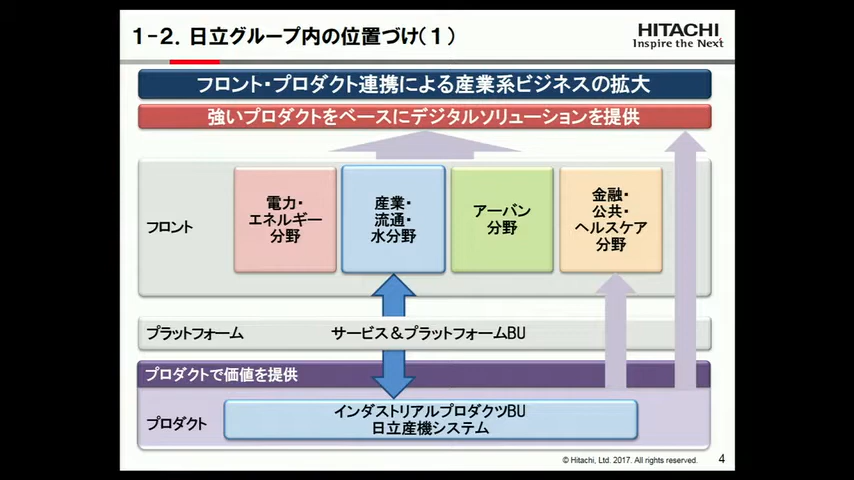 1-2. 日立グループ内の位置づけ(1)
HITACHI
Inspire the Next
フロント・プロダクト連携による産業系ビジネスの拡大
強いプロダクトをベースにデジタルソリューションを提供
フロント
電力・
エネルギー
分野
産業・
流通・
水分野
アーバン
分野
金融・
公共・
ヘルスケア
分野
プラットフォーム
サービス&プラットフォームBU
プロダクトで価値を提供
プロダクト
インダストリアルプロダクツBU
日立産機システム
© Hitachi, Ltd. 2017. All rights reserved.
4